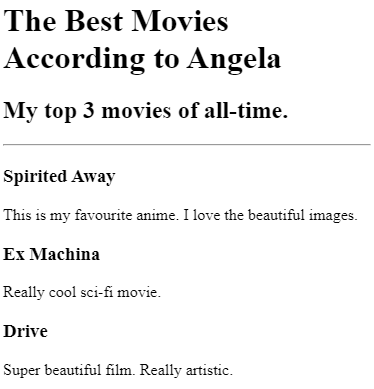 The Best Movies
According to Angela
My top 3 movies of all-time.
Spirited Away
This is my favourite anime. I love the beautiful images.
Ex Machina
Really cool sci-fi movie.
Drive
Super beautiful film. Really artistic.